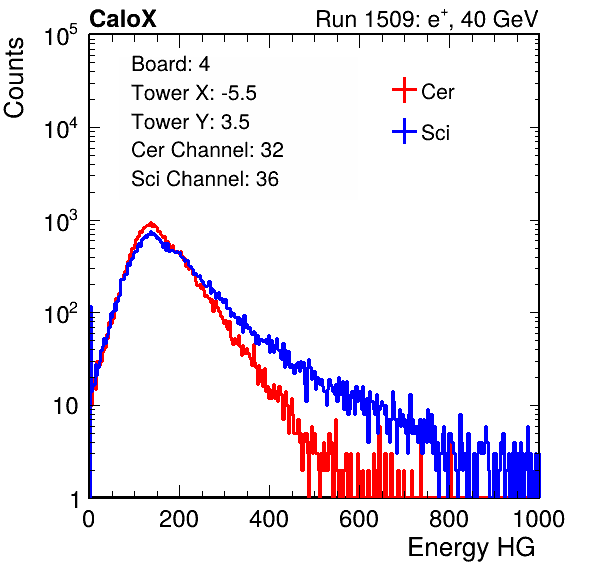 CaloX Run 1509: e⁺, 40 GeV
Counts
Board: 4
Tower X: -5.5
Tower Y: 3.5
Cer Channel: 32
Sci Channel: 36
Cer
Sci
10⁵
10⁴
10³
10²
10
1
0 200 400 600 800 1000
Energy HG